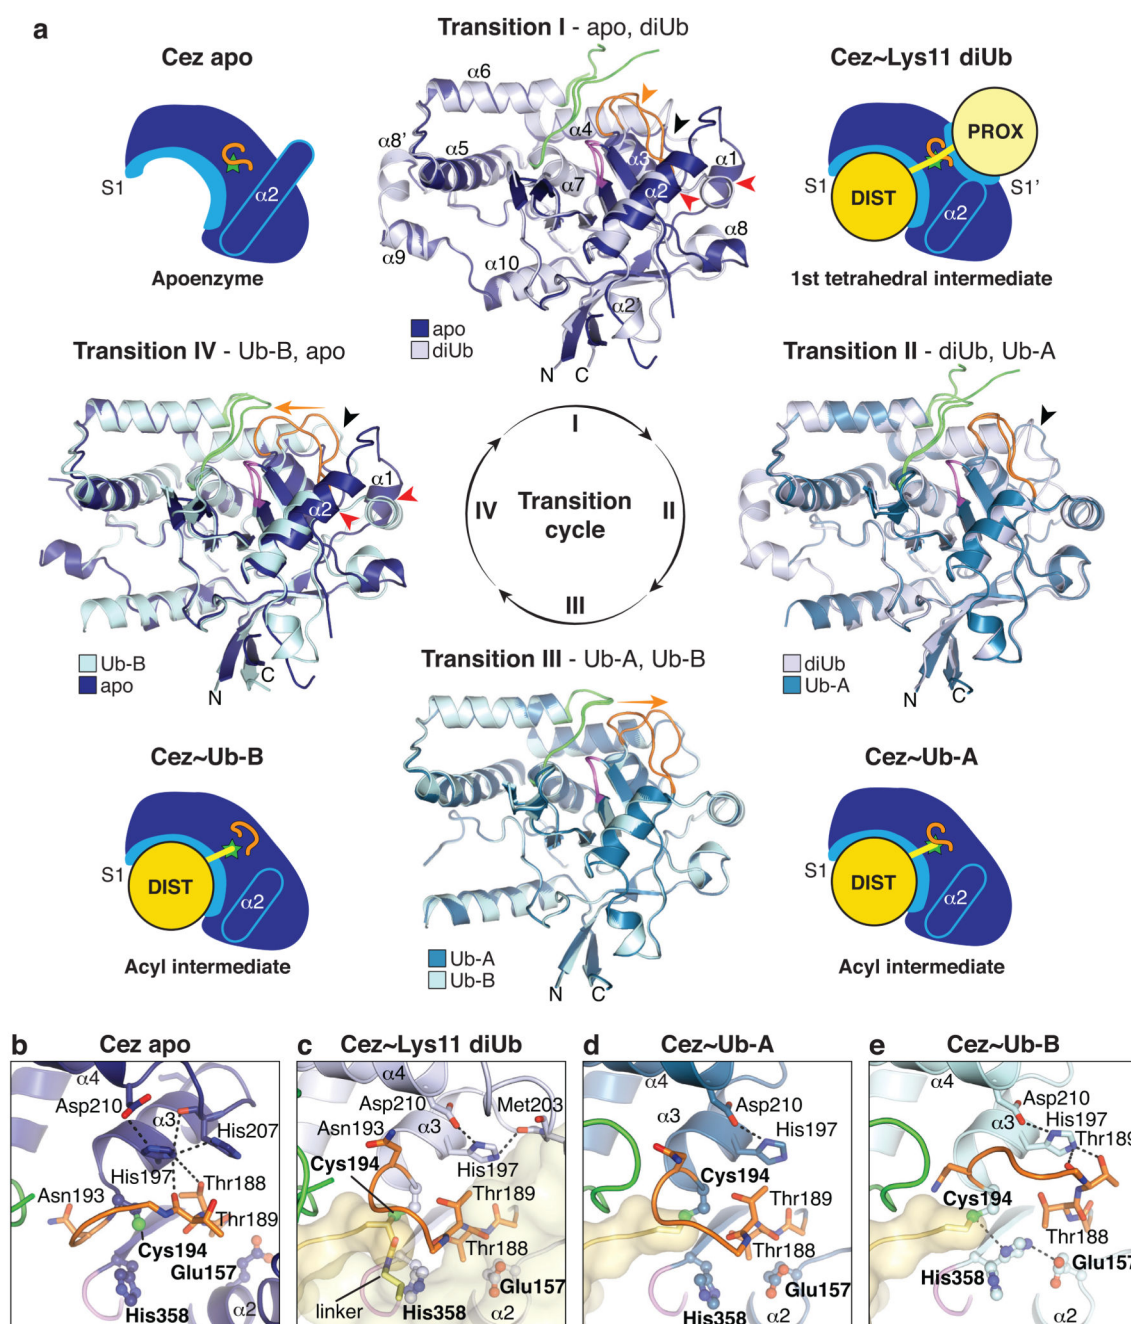 a
Transition I - apo, diUb
Cez apo
Cez~Lys11 diUb
α6
α4
α8'
α5
α3
α1
α7
α2
α8
α9
α10
α2'
apo
diUb
N
C
S1
α2
Apoenzyme
PROX
S1
DIST
S1'
α2
1st tetrahedral intermediate
Transition IV - Ub-B, apo
α1
α2
Ub-B
apo
N
C
I
IV
Transition
cycle
II
III
Transition II - diUb, Ub-A
diUb
Ub-A
N
C
Transition III - Ub-A, Ub-B
Ub-A
Ub-B
N
C
Cez~Ub-B
S1
DIST
α2
Acyl intermediate
Cez~Ub-A
S1
DIST
α2
Acyl intermediate
b
Cez apo
α4
Asp210
α3
His207
His197
Asn193
Thr188
Thr189
Cys194
Glu157
His358
α2
c
Cez~Lys11 diUb
α4
Asp210
Met203
Asn193
α3
Cys194
His197
Thr189
Thr188
Glu157
linker
His358
α2
d
Cez~Ub-A
α4
Asp210
α3
His197
Cys194
Thr189
Thr188
Glu157
His358
α2
e
Cez~Ub-B
α4
Asp210
α3
His197
Thr189
Cys194
Thr188
His358
Glu157
α2